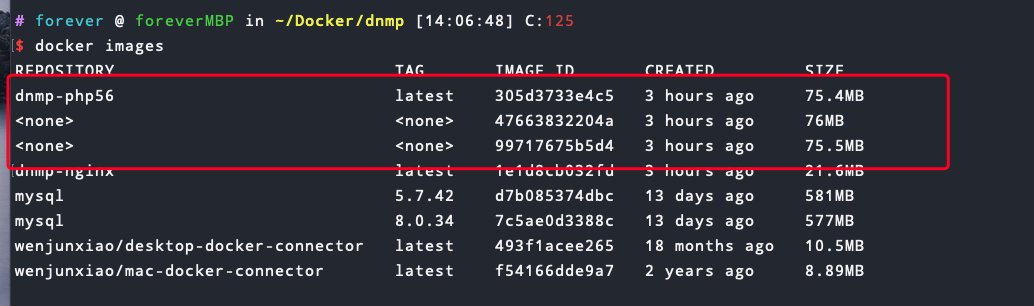 # forever @ foreverMBP in ~/Docker/dnmp [14:06:48] C:125
$ docker images
REPOSITORY TAG IMAGE ID CREATED SIZE
dnmp-php56 latest 305d3733e4c5 3 hours ago 75.4MB
<none> <none> 47663832204a 3 hours ago 76MB
<none> <none> 99717675b5d4 3 hours ago 75.5MB
dnmp-nginx latest 1e1d8cb032fd 3 hours ago 21.6MB
mysql 5.7.42 d7b085374dbc 13 days ago 581MB
mysql 8.0.34 7c5ae0d3388c 13 days ago 577MB
wenjunxiao/desktop-docker-connector latest 493f1acee265 18 months ago 10.5MB
wenjunxiao/mac-docker-connector latest f54166dde9a7 2 years ago 8.89MB